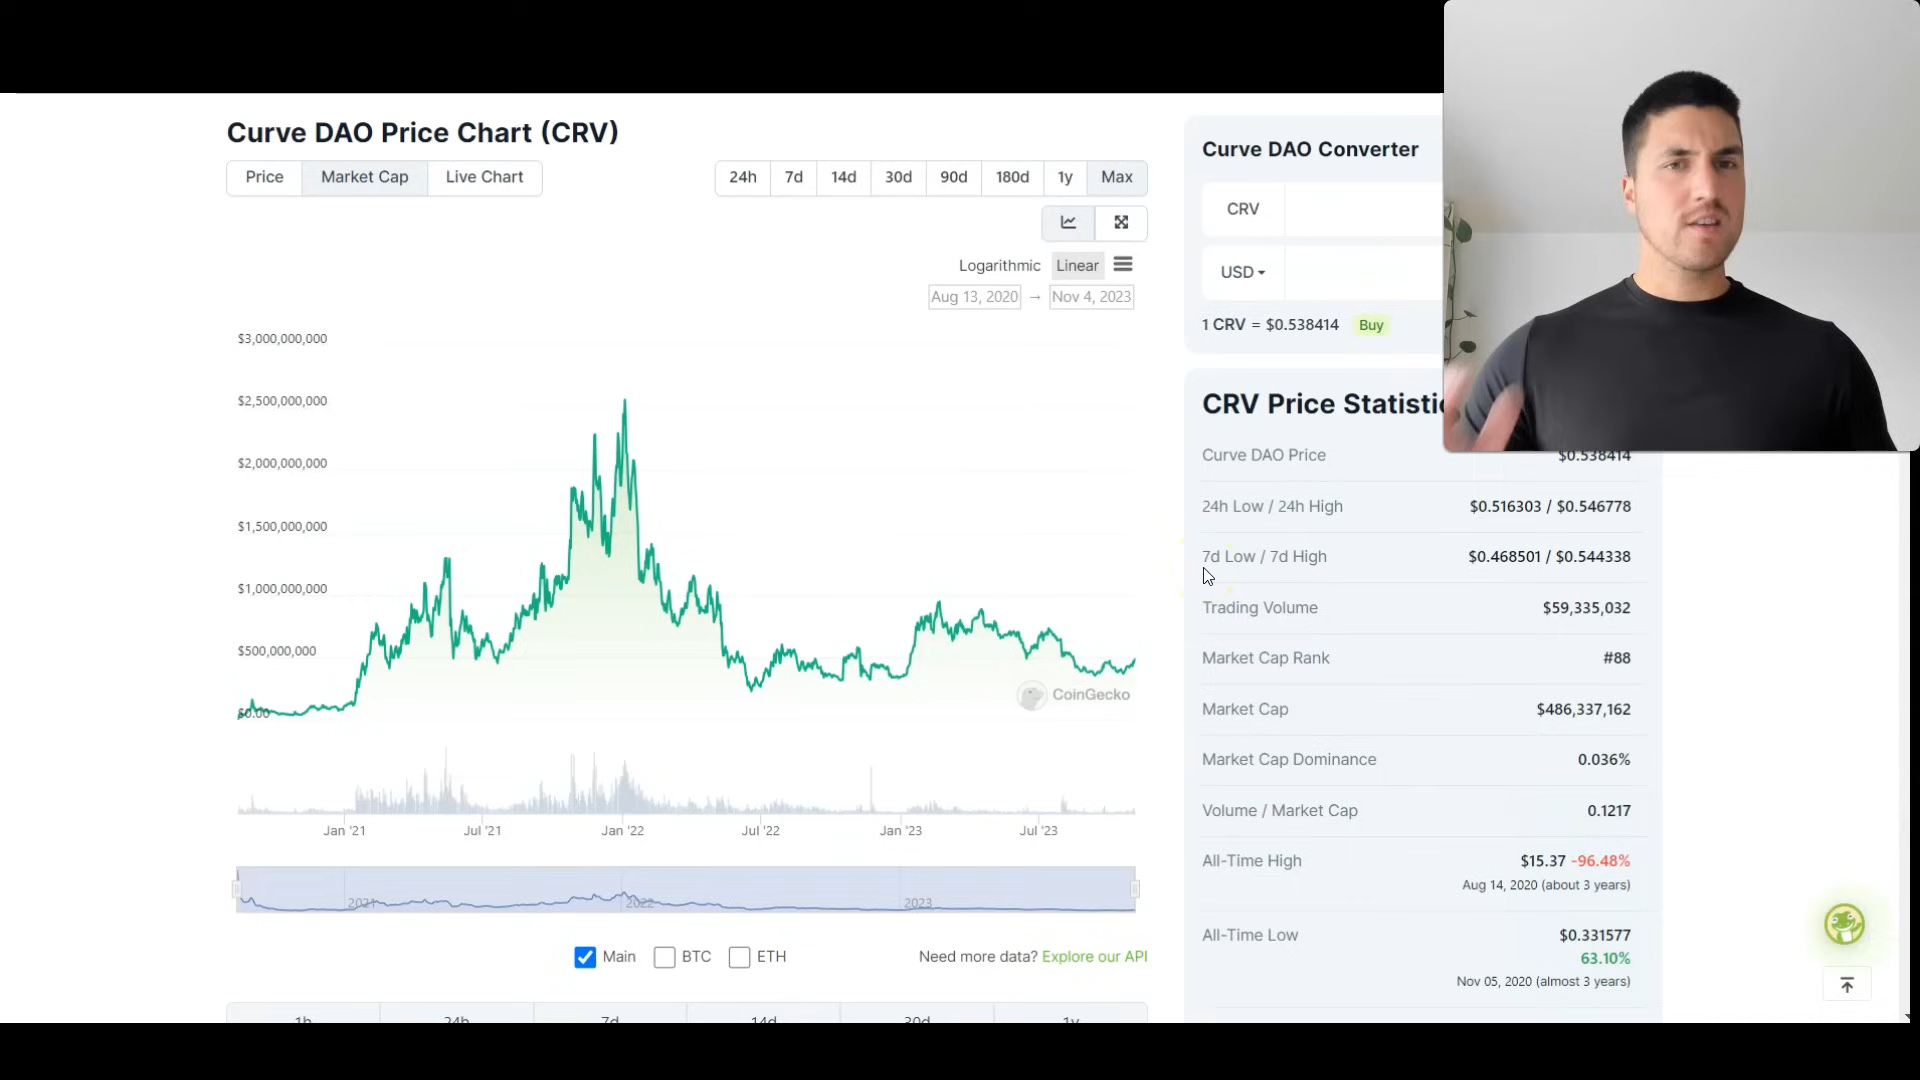 Curve DAO Price Chart (CRV)
Price Market Cap Live Chart
24h 7d 14d 30d 90d 180d 1y Max
Logarithmic Linear
Aug 13, 2020 → Nov 4, 2023
$3,000,000,000
$2,500,000,000
$2,000,000,000
$1,500,000,000
$1,000,000,000
$500,000,000
$0.00
CoinGecko
Jan '21 Jul '21 Jan '22 Jul '22 Jan '23 Jul '23
2021 2022 2023
Main BTC ETH
Need more data? Explore our API
1h 24h 7d 14d 30d 1y
Curve DAO Converter
CRV
USD
1 CRV = $0.538414 Buy
CRV Price Statistic
Curve DAO Price $0.538414
24h Low / 24h High $0.516303 / $0.546778
7d Low / 7d High $0.468501 / $0.544338
Trading Volume $59,335,032
Market Cap Rank #88
Market Cap $486,337,162
Market Cap Dominance 0.036%
Volume / Market Cap 0.1217
All-Time High $15.37 -96.48%
Aug 14, 2020 (about 3 years)
All-Time Low $0.331577
63.10%
Nov 05, 2020 (almost 3 years)